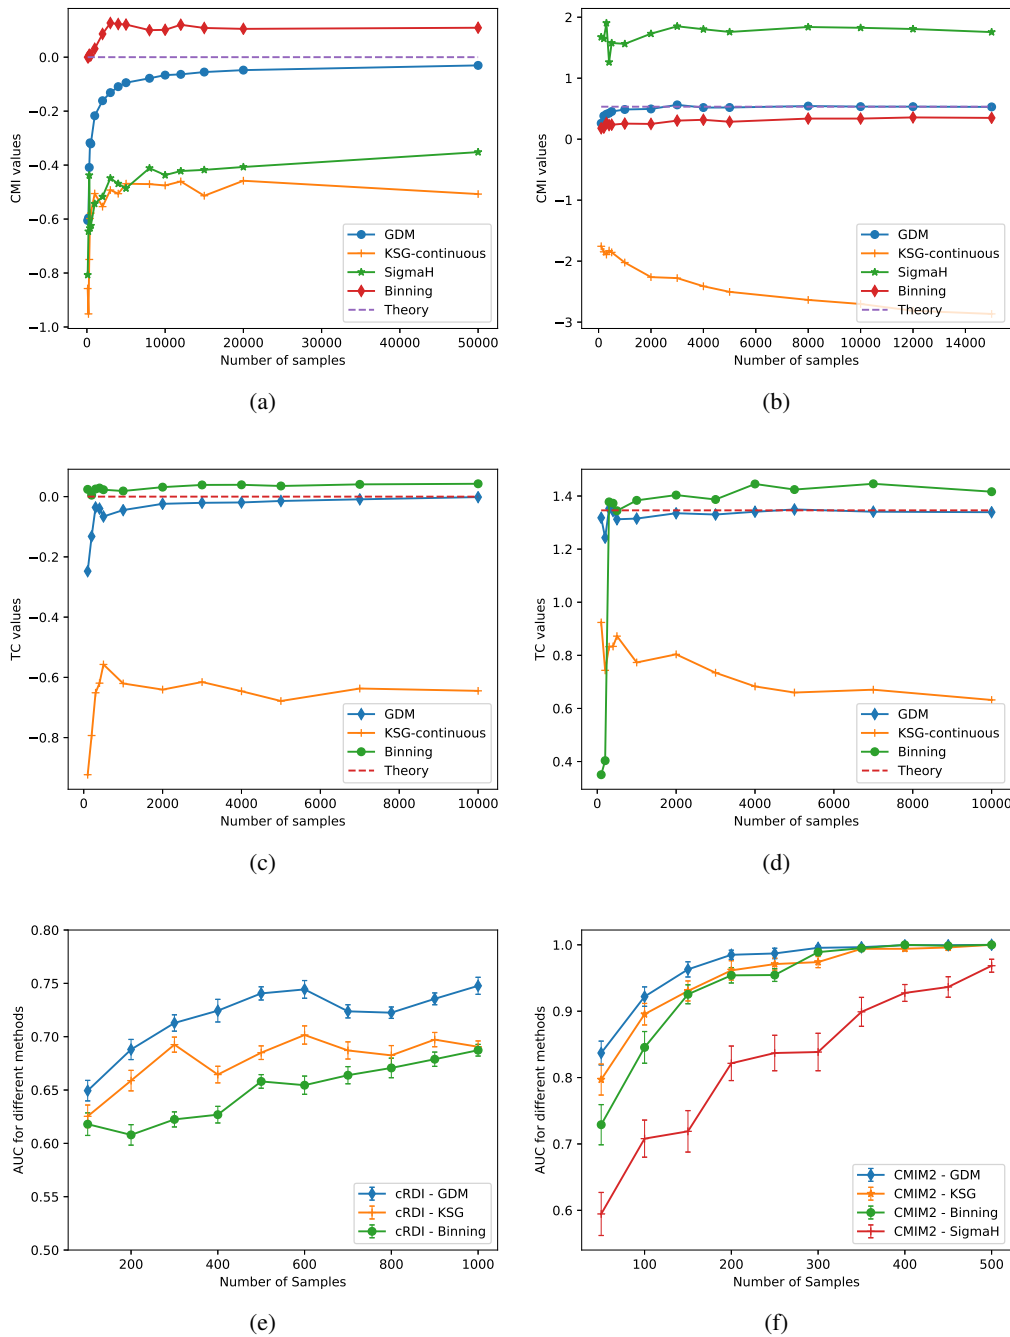 0.0
−0.2
−0.4
−0.6
−0.8
−1.0
CMI values
0
10000
20000
30000
40000
50000
Number of samples
GDM
KSG-continuous
SigmaH
Binning
Theory
(a)
2
1
0
−1
−2
−3
CMI values
0
2000
4000
6000
8000
10000
12000
14000
Number of samples
GDM
KSG-continuous
SigmaH
Binning
Theory
(b)
0.0
−0.2
−0.4
−0.6
−0.8
TC values
0
2000
4000
6000
8000
10000
Number of samples
GDM
KSG-continuous
Binning
Theory
(c)
1.4
1.2
1.0
0.8
0.6
0.4
TC values
0
2000
4000
6000
8000
10000
Number of samples
GDM
KSG-continuous
Binning
Theory
(d)
0.80
0.75
0.70
0.65
0.60
0.55
0.50
AUC for different methods
200
400
600
800
1000
Number of Samples
cRDI - GDM
cRDI - KSG
cRDI - Binning
(e)
1.0
0.9
0.8
0.7
0.6
AUC for different methods
100
200
300
400
500
Number of Samples
CMIM2 - GDM
CMIM2 - KSG
CMIM2 - Binning
CMIM2 - SigmaH
(f)